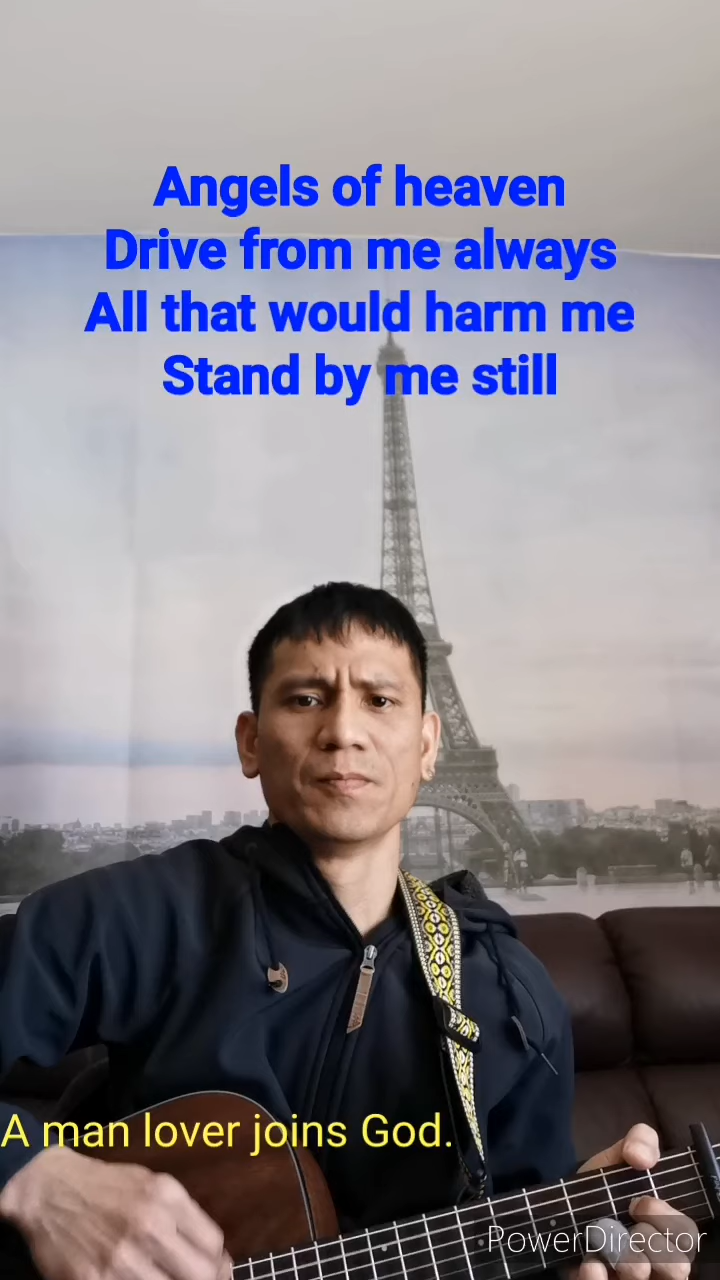 Angels of heaven
Drive from me always
All that would harm me
Stand by me still
A man lover joins God.
PowerDirector